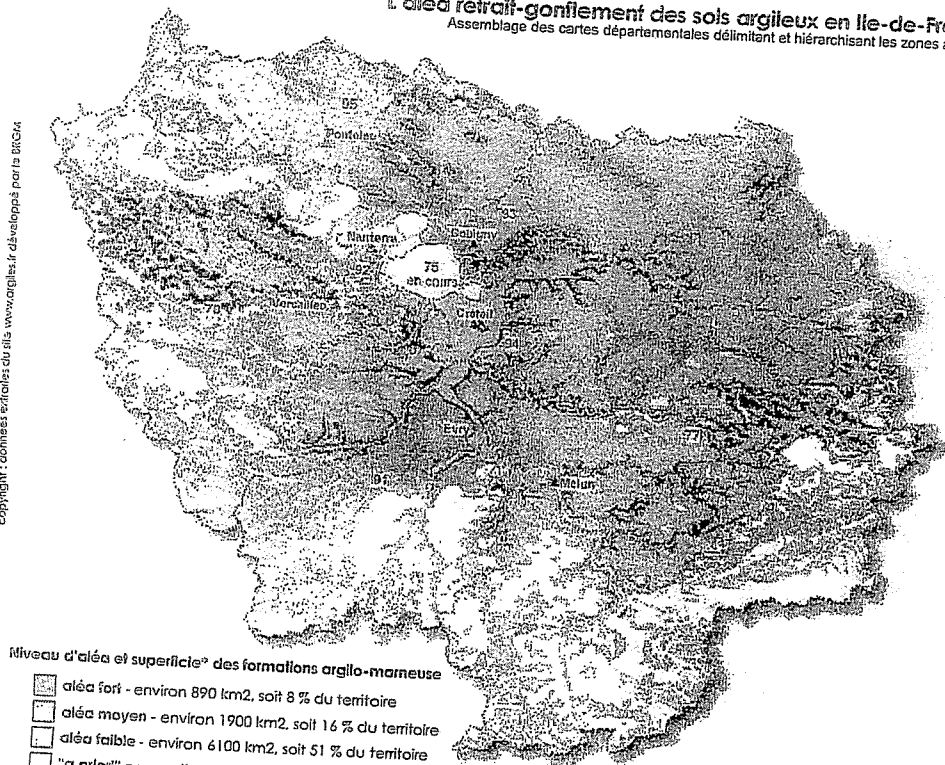 L'aléa retrait-gonflement des sols argileux en Ile-de-Fr
Assemblage des cartes départementales délimitant et hiérarchisant les zones
Copyright : données extraites du site www.argiles.fr développé par le BRGM
95
Pontoise
93
Bobigny
Nanterre
92
75
en cours
Versailles
78
Créteil
94
Evry
77
91
Melun
Niveau d'aléa et superficie* des formations argilo-marneuse
aléa fort - environ 890 km2, soit 8 % du territoire
aléa moyen - environ 1900 km2, soit 16 % du territoire
aléa faible - environ 6100 km2, soit 51 % du territoire